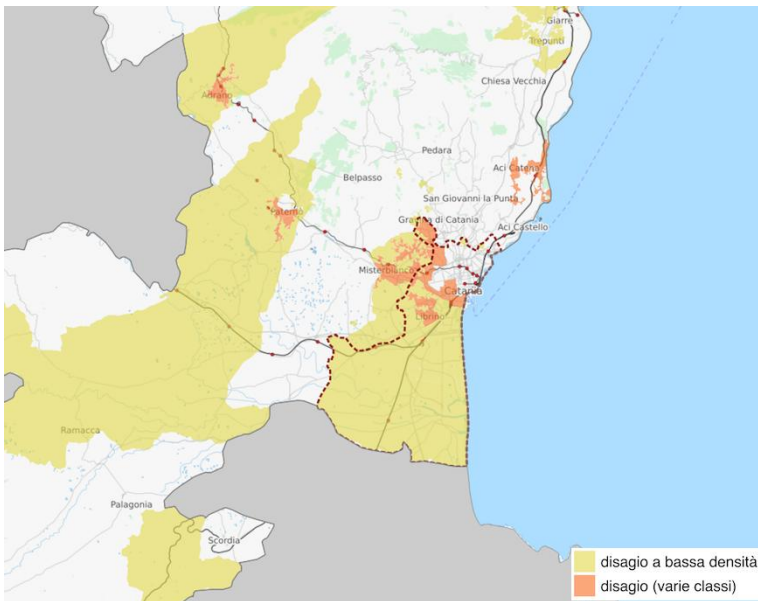 Giarre
Trepunti
Chiesa Vecchia
Adrano
Pedara
Aci Catena
Belpasso
San Giovanni la Punta
Paternò
Gravina di Catania
Aci Castello
Misterbianco
Catania
Librino
Ramacca
Palagonia
Scordia
disagio a bassa densità
disagio (varie classi)